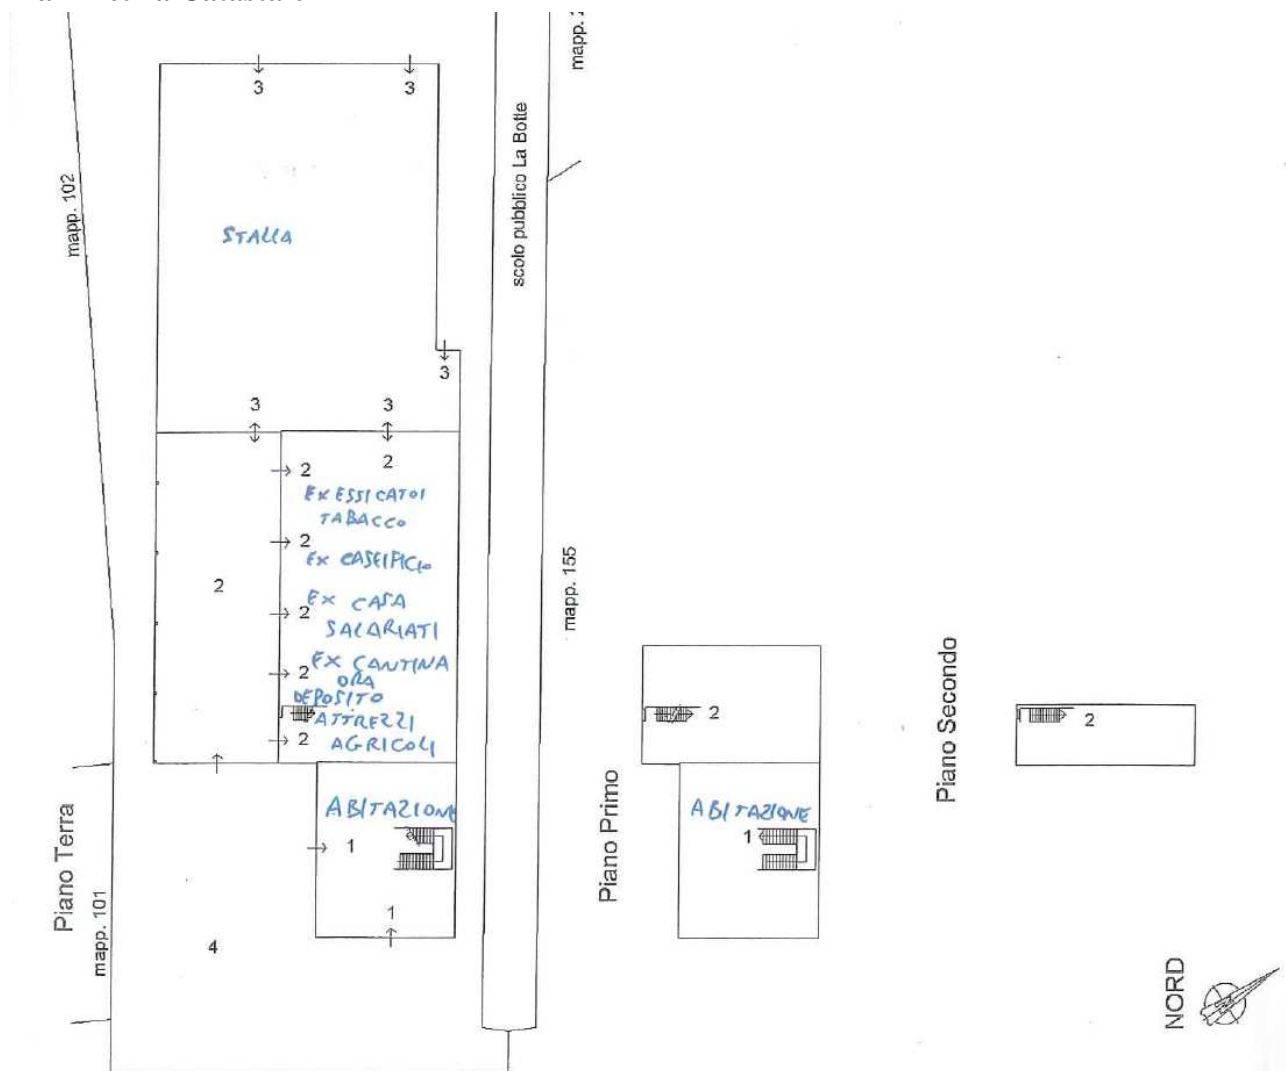 mapp. 102
3
3
STALLA
scolo pubblico La Botte
mapp. 2
3
3
3
2
2
EX ESSICATOI
TABACCO
2
EX CASEIFICIO
2
2
EX CASA
SALARIATI
mapp. 155
2
EX CANTINA
ORA
DEPOSITO
ATTREZZI
2
AGRICOLI
ABITAZIONE
1
1
4
Piano Terra
mapp. 101
2
ABITAZIONE
1
Piano Primo
2
Piano Secondo
NORD